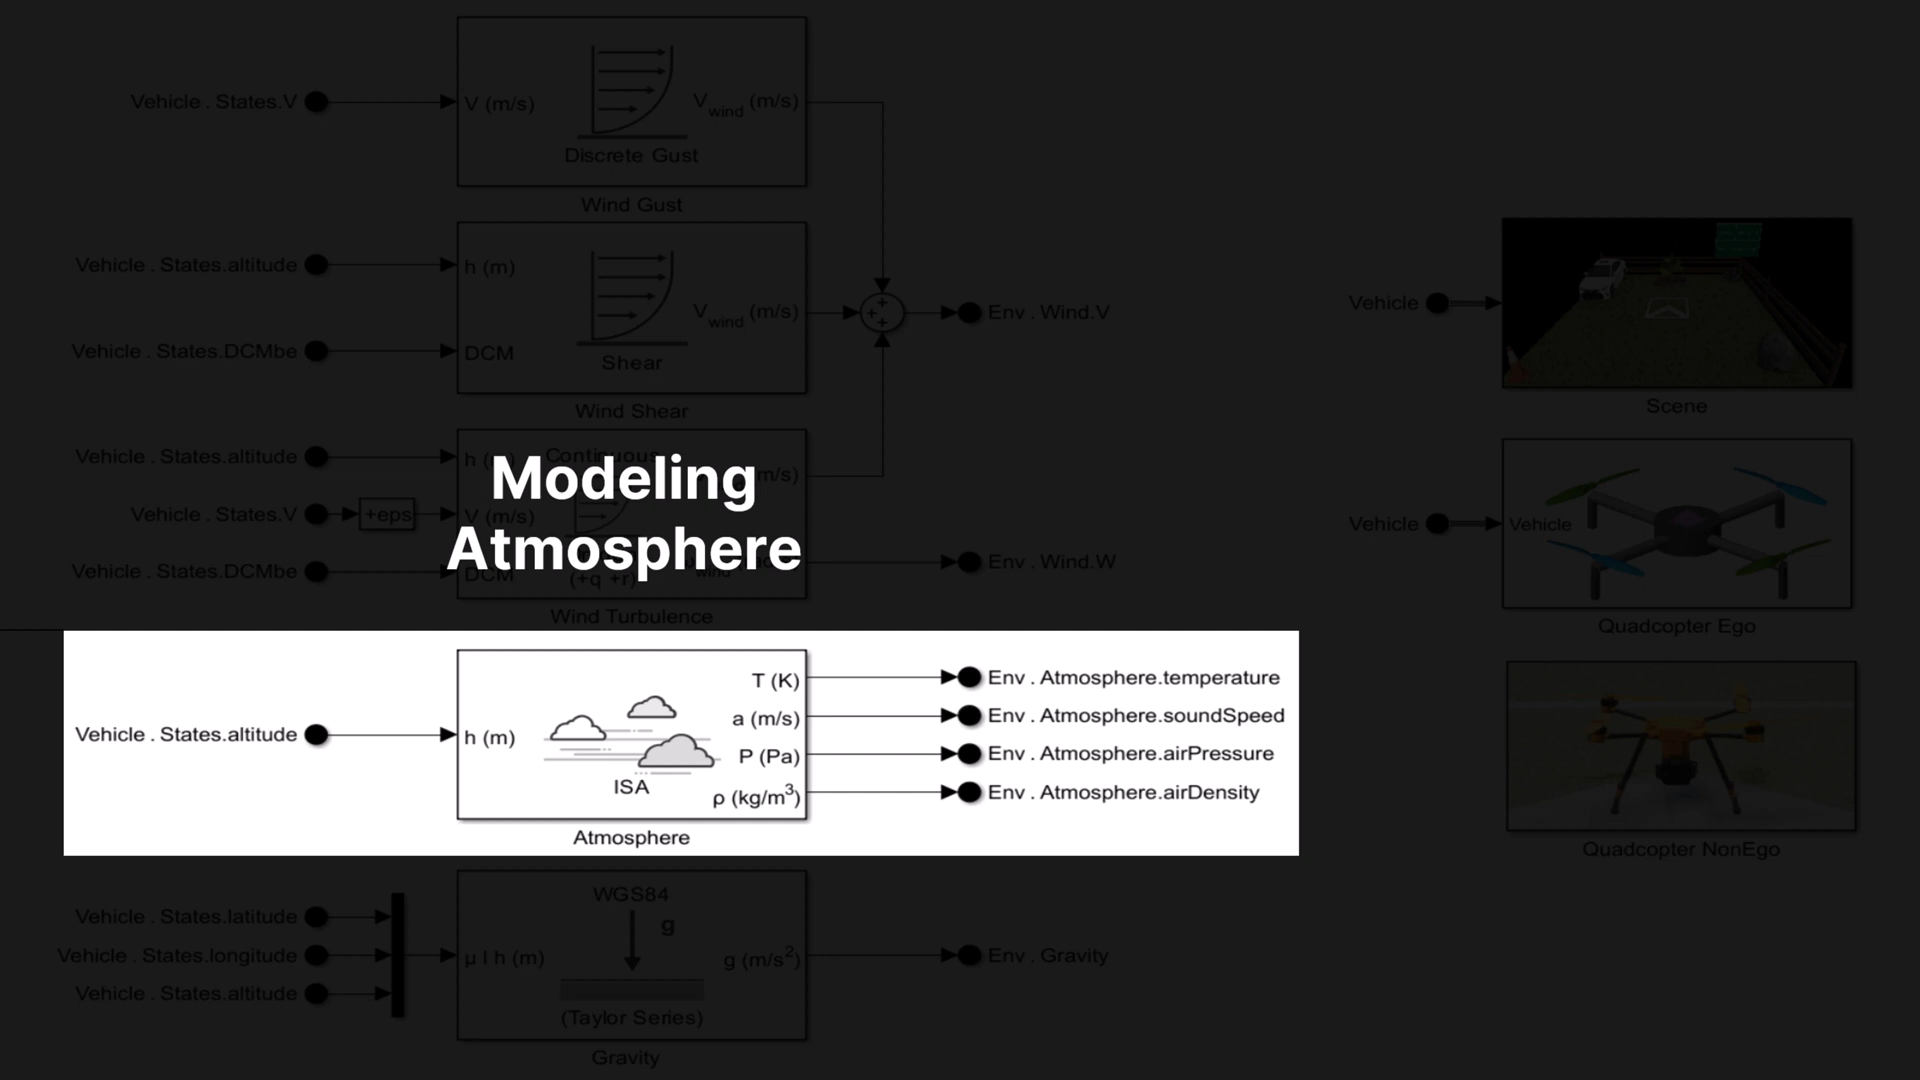 Vehicle . States.V
V (m/s)
Vwind (m/s)
Discrete Gust
Wind Gust
Vehicle . States.altitude
h (m)
Vwind (m/s)
Vehicle . States.DCMbe
DCM
Shear
Wind Shear
Env . Wind.V
Vehicle . States.altitude
Continuous
m/s)
Vehicle . States.V
+eps
V (m/s)
Vehicle . States.DCMbe
DCM
(+q +r)
wind
Env . Wind.W
Wind Turbulence
Modeling
Atmosphere
Vehicle . States.altitude
h (m)
ISA
T (K)
a (m/s)
P (Pa)
ρ (kg/m³)
Atmosphere
Env . Atmosphere.temperature
Env . Atmosphere.soundSpeed
Env . Atmosphere.airPressure
Env . Atmosphere.airDensity
Vehicle . States.latitude
Vehicle . States.longitude
Vehicle . States.altitude
μ l h (m)
WGS84
g
(Taylor Series)
g (m/s²)
Gravity
Env . Gravity
Vehicle
Scene
Vehicle
Vehicle
Quadcopter Ego
Quadcopter NonEgo